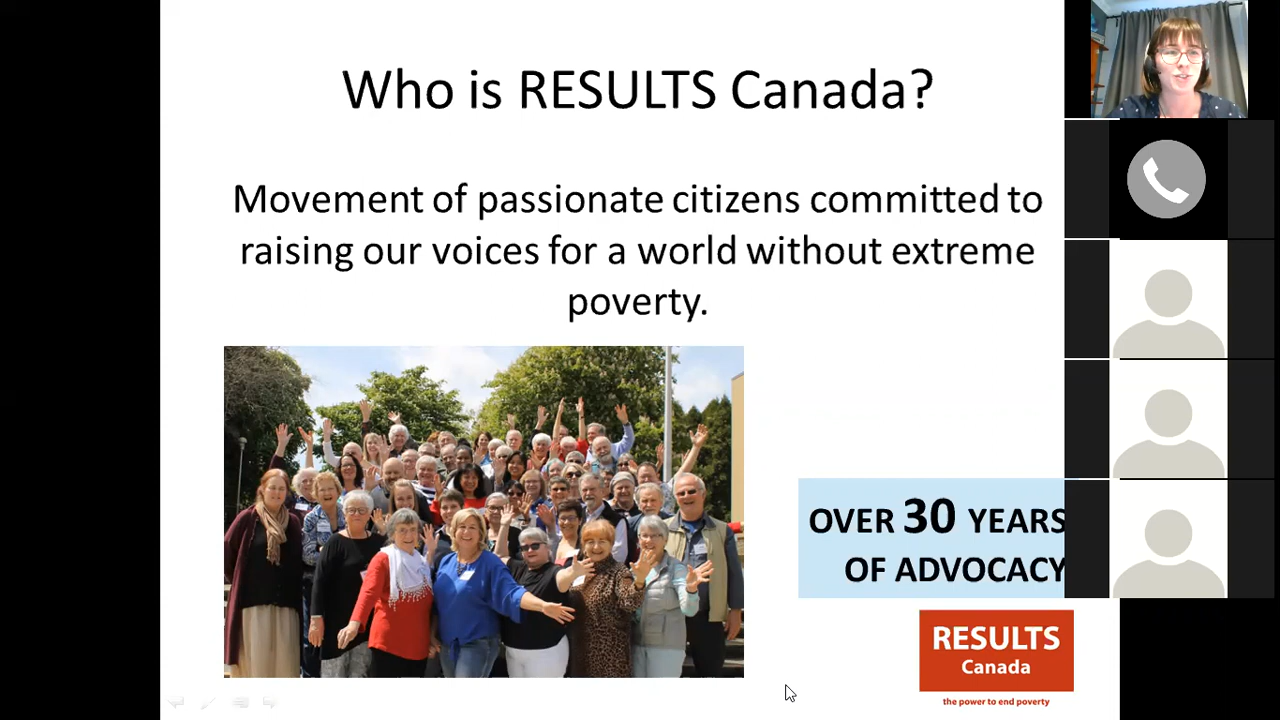 Who is RESULTS Canada?
Movement of passionate citizens committed to
raising our voices for a world without extreme
poverty.
OVER 30 YEARS
OF ADVOCACY
RESULTS
Canada
the power to end poverty